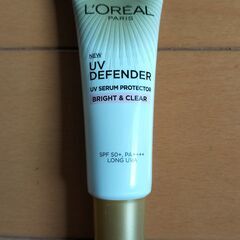 L'ORÉAL
PARIS
NEW
UV
DEFENDER
UV SERUM PROTECTOR
BRIGHT & CLEAR
SPF 50+, PA++++
LONG UVA